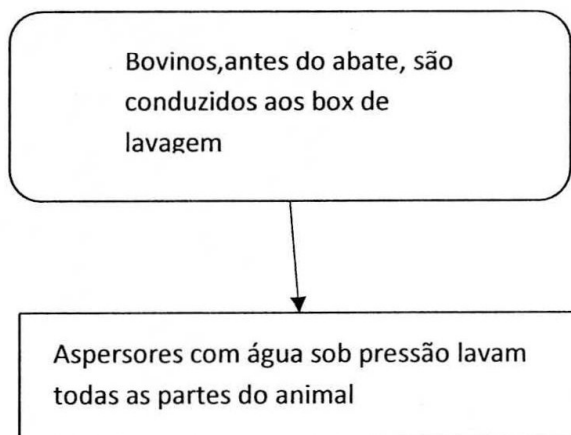 Bovinos,antes do abate, são
conduzidos aos box de
lavagem
Aspersores com água sob pressão lavam
todas as partes do animal